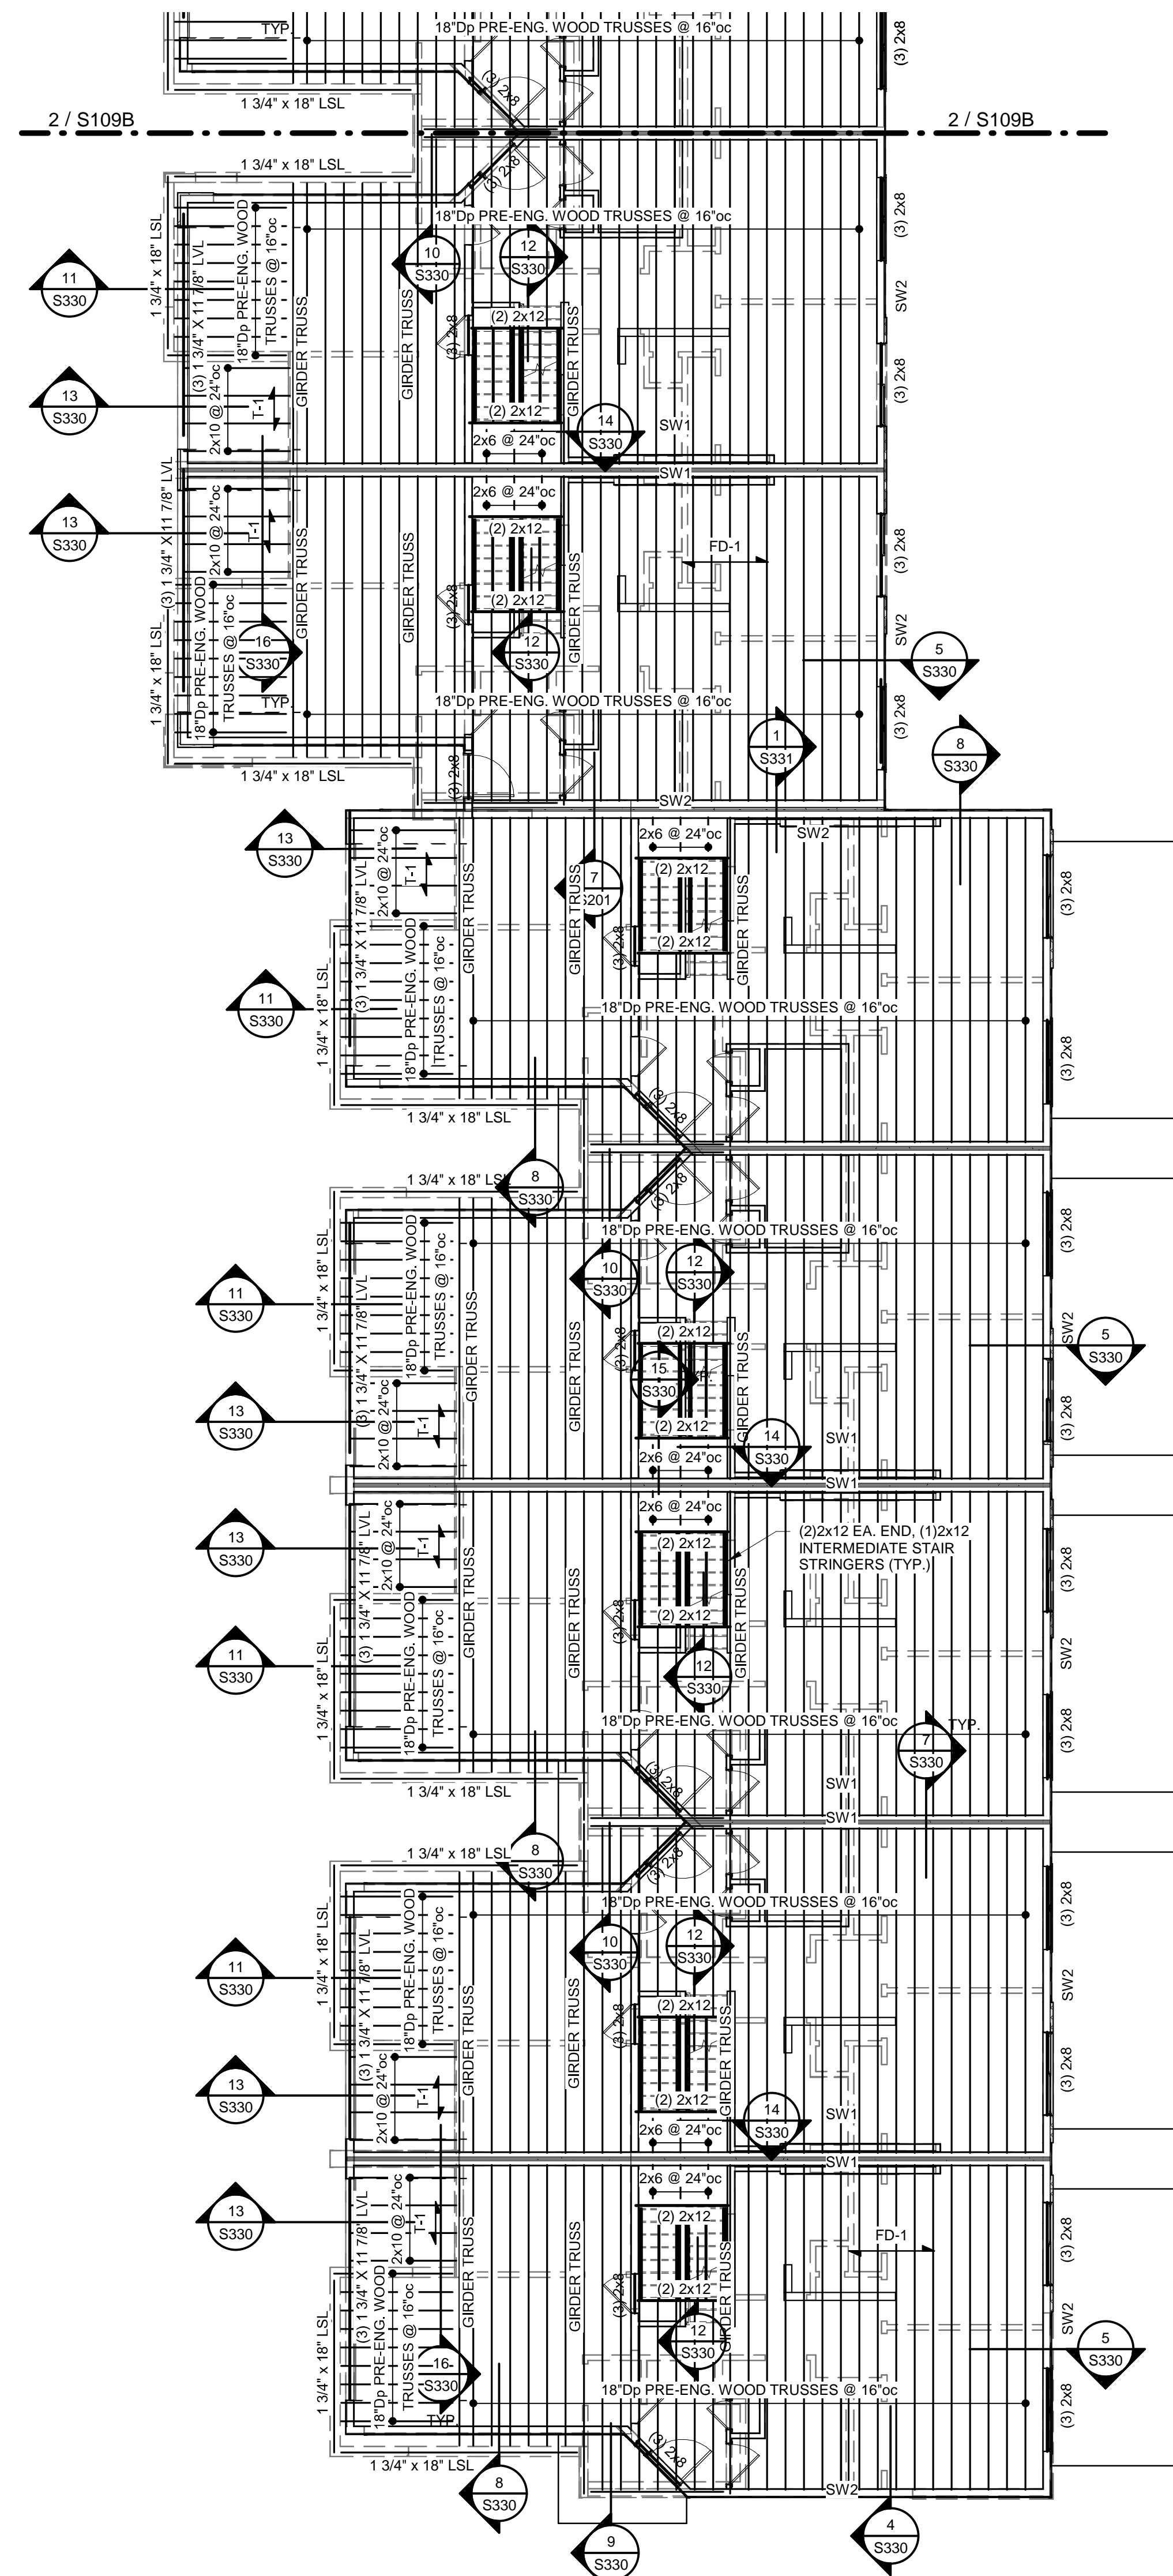 TYP.
18"Dp PRE-ENG. WOOD TRUSSES @ 16"oc
(3) 2x8
(3) 2x8
1 3/4" x 18" LSL
2 / S109B
2 / S109B
1 3/4" x 18" LSL
(3) 2x8
(3) 2x8
18"Dp PRE-ENG. WOOD TRUSSES @ 16"oc
1 3/4" x 18" LSL
(3) 1 3/4" X 11 7/8" LVL
18"Dp PRE-ENG. WOOD
TRUSSES @ 16"oc
10
S330
12
S330
11
S330
SW2
GIRDER TRUSS
GIRDER TRUSS
GIRDER TRUSS
(2) 2x12
(3) 2x8
(3) 2x8
13
S330
2x10 @ 24"oc
T-1
(2) 2x12
14
S330
SW1
2x6 @ 24"oc
SW1
(3) 1 3/4" X 11 7/8" LVL
2x10 @ 24"oc
T-1
2x6 @ 24"oc
13
S330
(2) 2x12
GIRDER TRUSS
GIRDER TRUSS
GIRDER TRUSS
FD-1
(3) 2x8
(2) 2x12
(3) 2x8
1 3/4" x 18" LSL
18"Dp PRE-ENG. WOOD
TRUSSES @ 16"oc
16
S330
TYP.
12
S330
SW2
5
S330
18"Dp PRE-ENG. WOOD TRUSSES @ 16"oc
(3) 2x8
1
S331
8
S330
1 3/4" x 18" LSL
(3) 2x8
SW2
13
S330
2x6 @ 24"oc
SW2
2x10 @ 24"oc
T-1
(3) 1 3/4" X 11 7/8" LVL
GIRDER TRUSS
GIRDER TRUSS
7
S201
(2) 2x12
GIRDER TRUSS
(3) 2x8
(2) 2x12
(3) 2x8
11
S330
1 3/4" x 18" LSL
18"Dp PRE-ENG. WOOD
TRUSSES @ 16"oc
18"Dp PRE-ENG. WOOD TRUSSES @ 16"oc
(3) 2x8
1 3/4" x 18" LSL
(3) 2x8
1 3/4" x 18" LSL
8
S330
(3) 2x8
18"Dp PRE-ENG. WOOD TRUSSES @ 16"oc
(3) 2x8
1 3/4" x 18" LSL
18"Dp PRE-ENG. WOOD
TRUSSES @ 16"oc
10
S330
12
S330
11
S330
(3) 1 3/4" X 11 7/8" LVL
GIRDER TRUSS
GIRDER TRUSS
(2) 2x12
(3) 2x8
GIRDER TRUSS
SW2
5
S330
15
S330
13
S330
2x10 @ 24"oc
T-1
(2) 2x12
14
S330
SW1
(3) 2x8
2x6 @ 24"oc
SW1
2x6 @ 24"oc
13
S330
2x10 @ 24"oc
T-1
(3) 1 3/4" X 11 7/8" LVL
(2) 2x12
(2)2x12 EA. END, (1)2x12
INTERMEDIATE STAIR
STRINGERS (TYP.)
(3) 2x8
GIRDER TRUSS
GIRDER TRUSS
GIRDER TRUSS
(3) 2x8
(2) 2x12
11
S330
1 3/4" x 18" LSL
18"Dp PRE-ENG. WOOD
TRUSSES @ 16"oc
12
S330
SW2
18"Dp PRE-ENG. WOOD TRUSSES @ 16"oc
TYP.
7
S330
(3) 2x8
(3) 2x8
1 3/4" x 18" LSL
SW1
SW1
1 3/4" x 18" LSL
8
S330
(3) 2x8
18"Dp PRE-ENG. WOOD TRUSSES @ 16"oc
(3) 2x8
1 3/4" x 18" LSL
(3) 1 3/4" X 11 7/8" LVL
18"Dp PRE-ENG. WOOD
TRUSSES @ 16"oc
10
S330
12
S330
11
S330
SW2
GIRDER TRUSS
GIRDER TRUSS
(2) 2x12
(3) 2x8
GIRDER TRUSS
(3) 2x8
13
S330
2x10 @ 24"oc
T-1
(2) 2x12
14
S330
SW1
2x6 @ 24"oc
SW1
2x6 @ 24"oc
13
S330
2x10 @ 24"oc
T-1
(3) 1 3/4" X 11 7/8" LVL
(2) 2x12
FD-1
(3) 2x8
GIRDER TRUSS
GIRDER TRUSS
GIRDER TRUSS
(3) 2x8
(2) 2x12
SW2
1 3/4" x 18" LSL
18"Dp PRE-ENG. WOOD
TRUSSES @ 16"oc
12
S330
5
S330
16
S330
TYP.
18"Dp PRE-ENG. WOOD TRUSSES @ 16"oc
(3) 2x8
(3) 2x8
1 3/4" x 18" LSL
8
S330
SW2
9
S330
4
S330